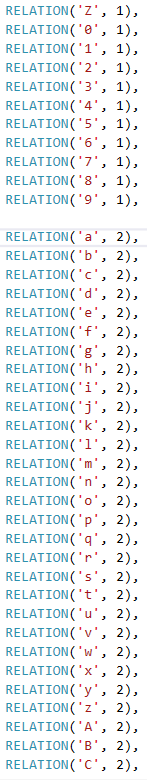 RELATION('Z', 1),
RELATION('0', 1),
RELATION('1', 1),
RELATION('2', 1),
RELATION('3', 1),
RELATION('4', 1),
RELATION('5', 1),
RELATION('6', 1),
RELATION('7', 1),
RELATION('8', 1),
RELATION('9', 1),

RELATION('a', 2),
RELATION('b', 2),
RELATION('c', 2),
RELATION('d', 2),
RELATION('e', 2),
RELATION('f', 2),
RELATION('g', 2),
RELATION('h', 2),
RELATION('i', 2),
RELATION('j', 2),
RELATION('k', 2),
RELATION('l', 2),
RELATION('m', 2),
RELATION('n', 2),
RELATION('o', 2),
RELATION('p', 2),
RELATION('q', 2),
RELATION('r', 2),
RELATION('s', 2),
RELATION('t', 2),
RELATION('u', 2),
RELATION('v', 2),
RELATION('w', 2),
RELATION('x', 2),
RELATION('y', 2),
RELATION('z', 2),
RELATION('A', 2),
RELATION('B', 2),
RELATION('C', 2),